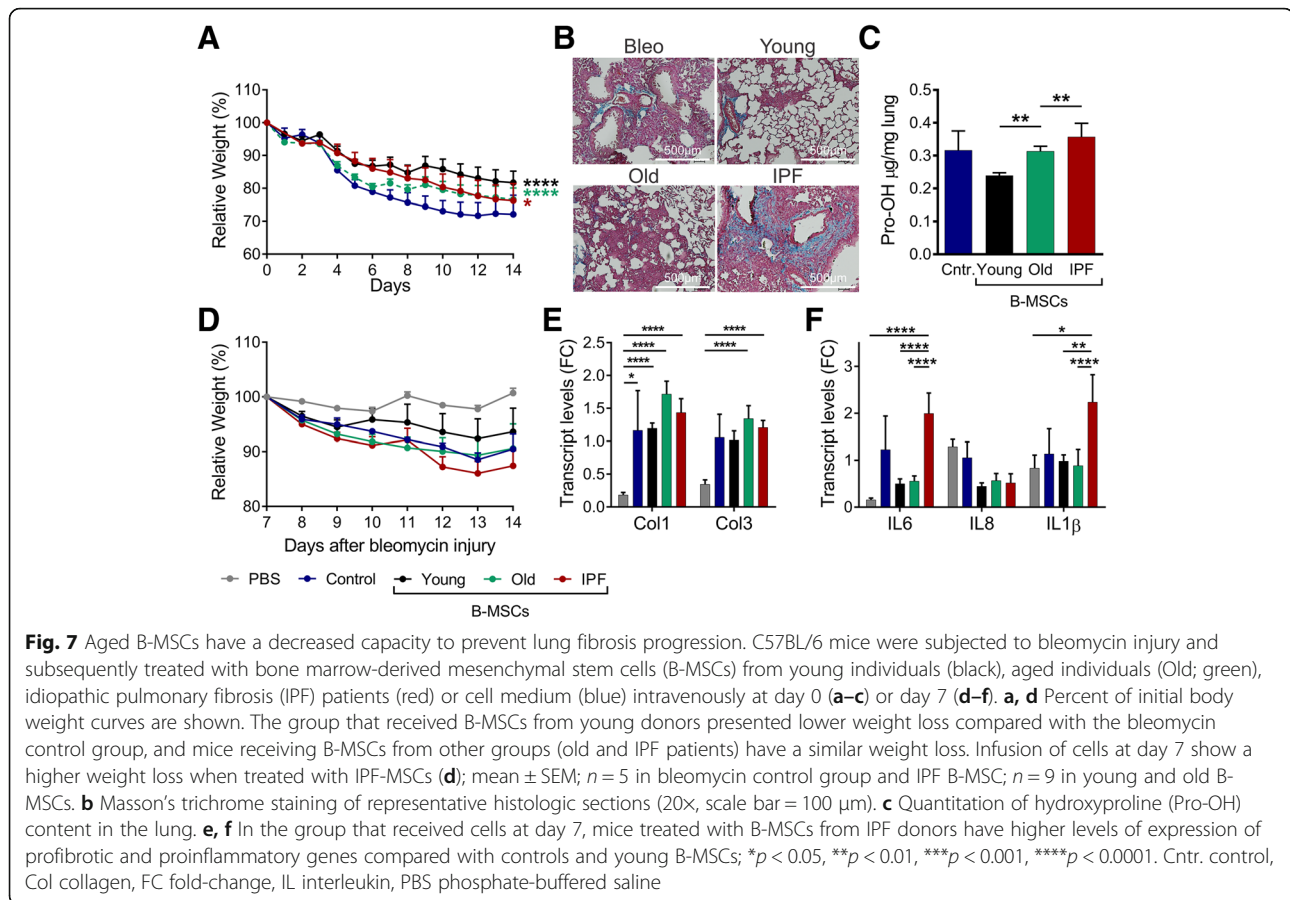 A
Relative Weight (%)
110
100
90
80
70
60
0 2 4 6 8 10 12 14
Days
****
****
*
B
Bleo
Young
500µm
500µm
Old
IPF
500µm
500µm
C
Pro-OH µg/mg lung
0.4
0.3
0.2
0.1
0.0
** **
Cntr. Young Old IPF
B-MSCs
D
Relative Weight (%)
110
100
90
80
7 8 9 10 11 12 13 14
Days after bleomycin injury
E
Transcript levels (FC)
2.0
1.5
1.0
0.5
0.0
****
****
****
*
****
****
Col1 Col3
F
Transcript levels (FC)
3
2
1
0
****
****
****
*
**
****
IL6 IL8 IL1β
PBS Control Young Old IPF
B-MSCs
Fig. 7 Aged B-MSCs have a decreased capacity to prevent lung fibrosis progression. C57BL/6 mice were subjected to bleomycin injury and
subsequently treated with bone marrow-derived mesenchymal stem cells (B-MSCs) from young individuals (black), aged individuals (Old; green),
idiopathic pulmonary fibrosis (IPF) patients (red) or cell medium (blue) intravenously at day 0 (a–c) or day 7 (d–f). a, d Percent of initial body
weight curves are shown. The group that received B-MSCs from young donors presented lower weight loss compared with the bleomycin
control group, and mice receiving B-MSCs from other groups (old and IPF patients) have a similar weight loss. Infusion of cells at day 7 show a
higher weight loss when treated with IPF-MSCs (d); mean ± SEM; n = 5 in bleomycin control group and IPF B-MSC; n = 9 in young and old B-
MSCs. b Masson's trichrome staining of representative histologic sections (20×, scale bar = 100 μm). c Quantitation of hydroxyproline (Pro-OH)
content in the lung. e, f In the group that received cells at day 7, mice treated with B-MSCs from IPF donors have higher levels of expression of
profibrotic and proinflammatory genes compared with controls and young B-MSCs; *p < 0.05, **p < 0.01, ***p < 0.001, ****p < 0.0001. Cntr. control,
Col collagen, FC fold-change, IL interleukin, PBS phosphate-buffered saline